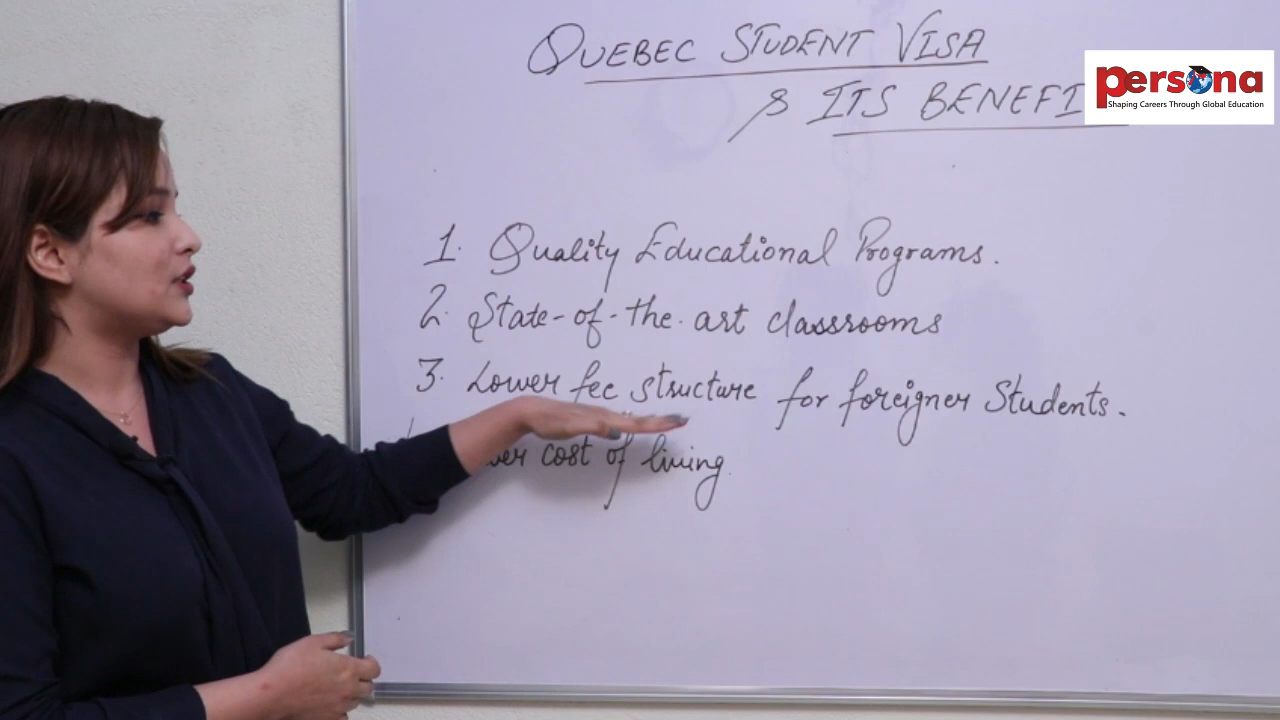 QUEBEC STUDENT VISA
& ITS BENEFI
persona
Shaping Careers Through Global Education
1. Quality Educational Programs.
2. State-of-the-art classrooms
3. Lower fee structure for foreigner Students.
cost of living.